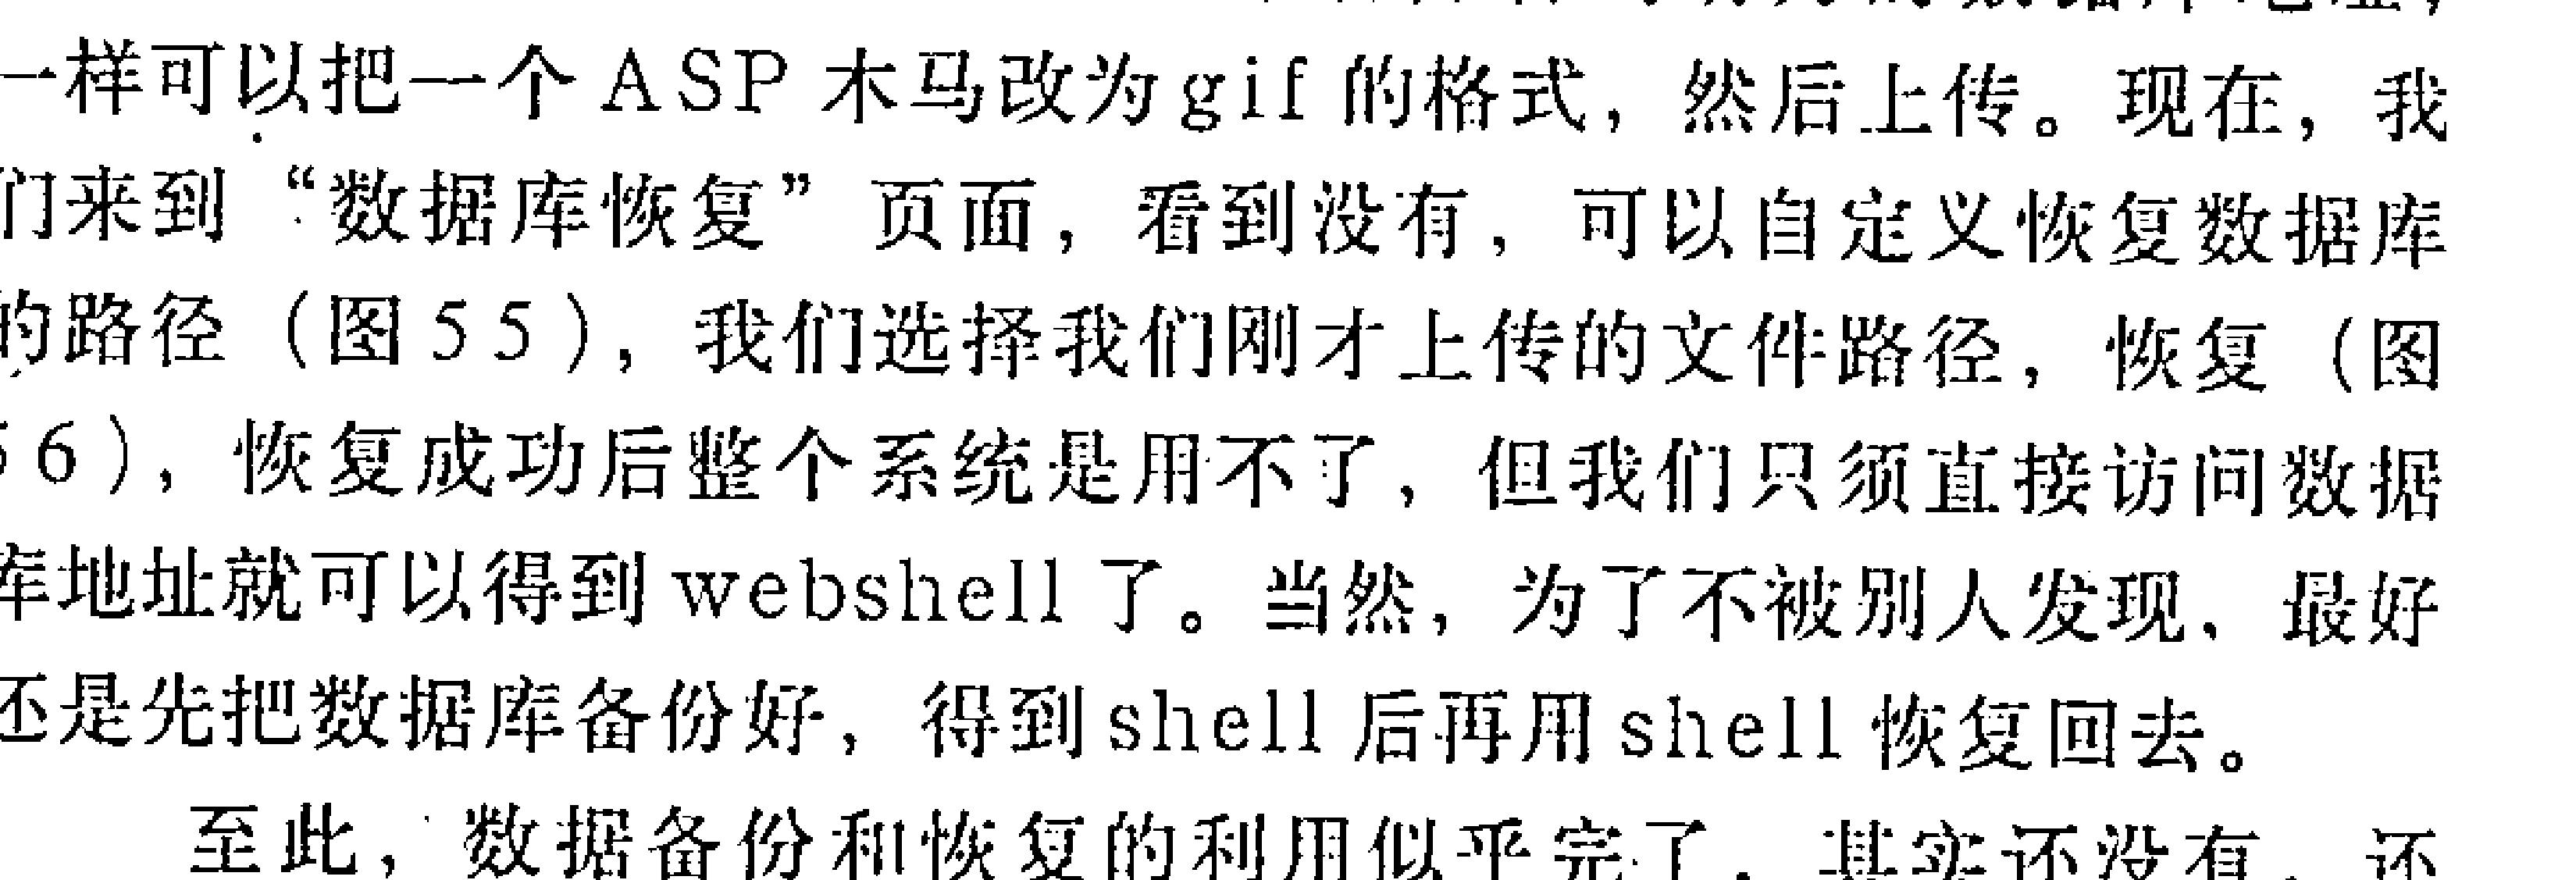 一样可以把一个ASP木马改为gif的格式，然后上传。现在，我
们来到“数据库恢复”页面，看到没有，可以自定义恢复数据库
的路径（图55），我们选择我们刚才上传的文件路径，恢复（图
56），恢复成功后整个系统是用不了，但我们只须直接访问数据
库地址就可以得到webshell了。当然，为了不被别人发现，最好
还是先把数据库备份好，得到shell后再用shell恢复回去。
至此，数据备份和恢复的利用似乎完了，其实还没有，还